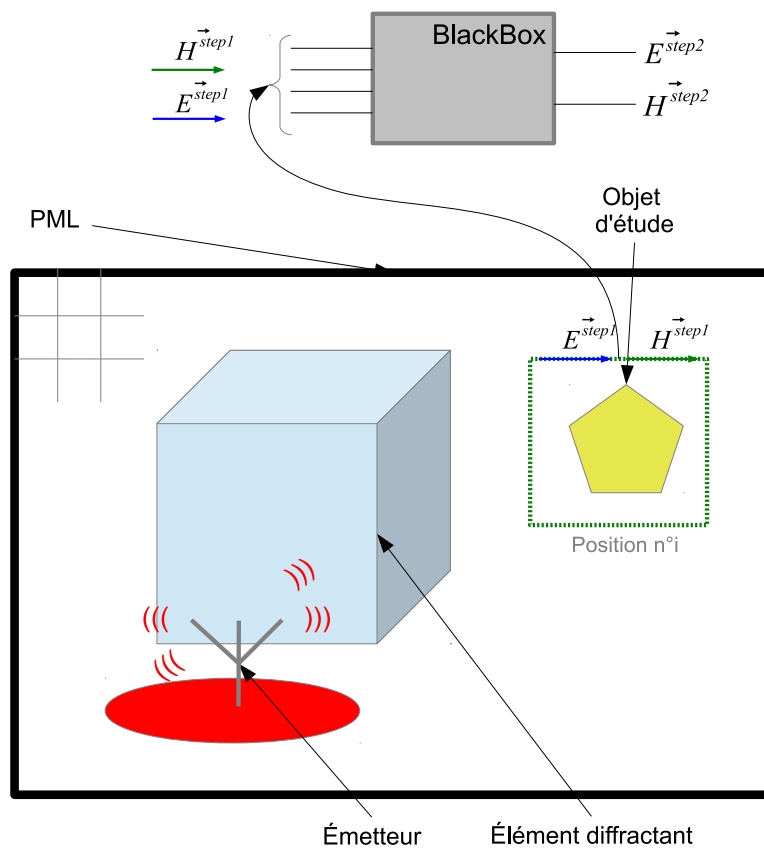 H⃗^step1
E⃗^step1
BlackBox
E⃗^step2
H⃗^step2
Objet
d'étude
PML
E⃗^step1
H⃗^step1
Position n°i
Émetteur
Élément diffractant